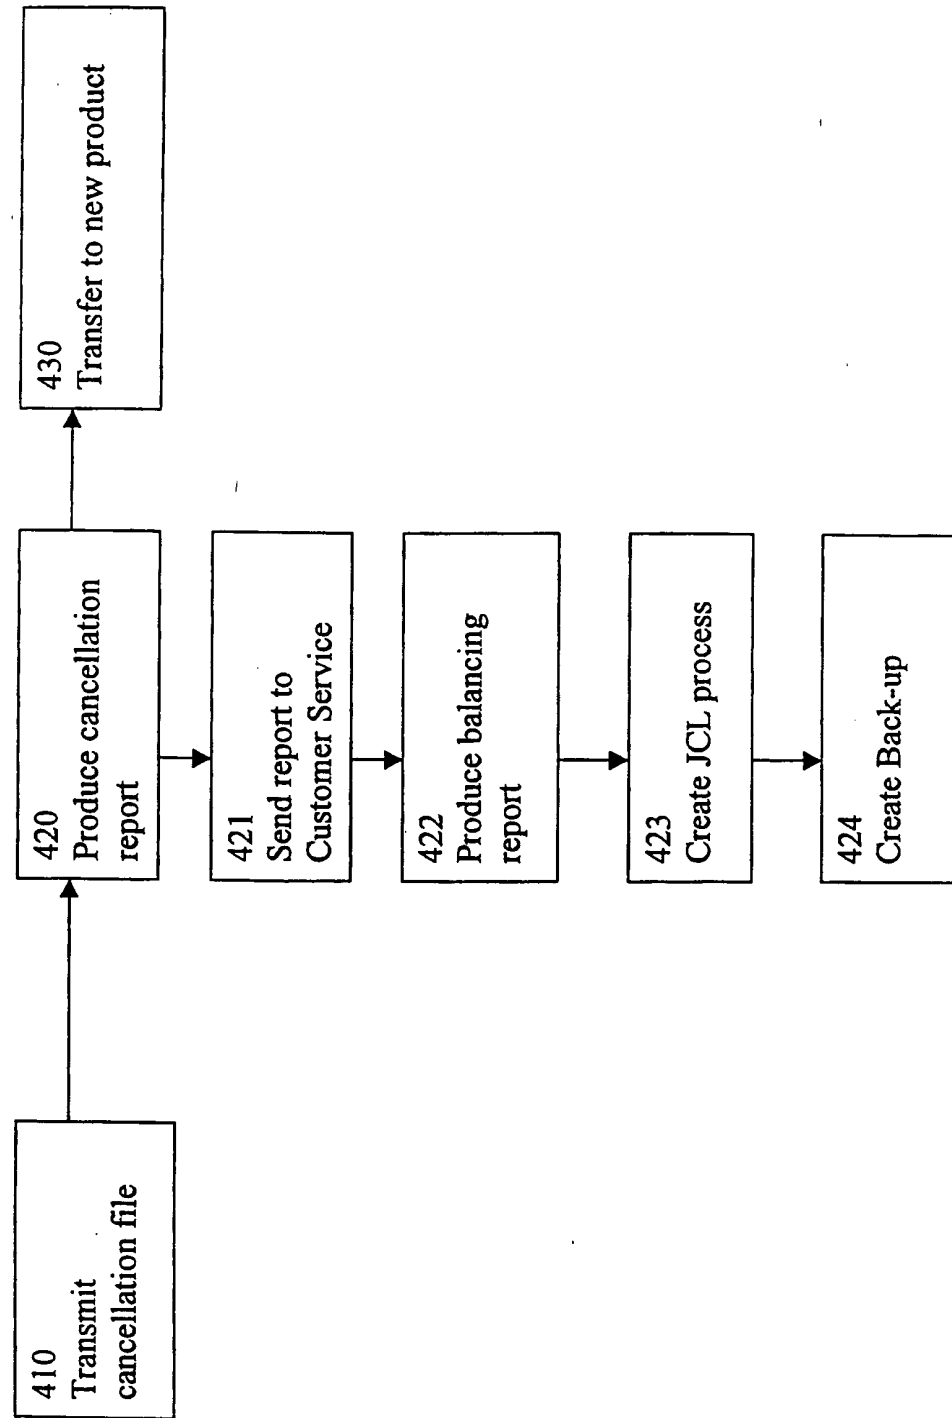 410
Transmit
cancellation file
420
Produce cancellation
report
430
Transfer to new product
421
Send report to
Customer Service
422
Produce balancing
report
423
Create JCL process
424
Create Back-up